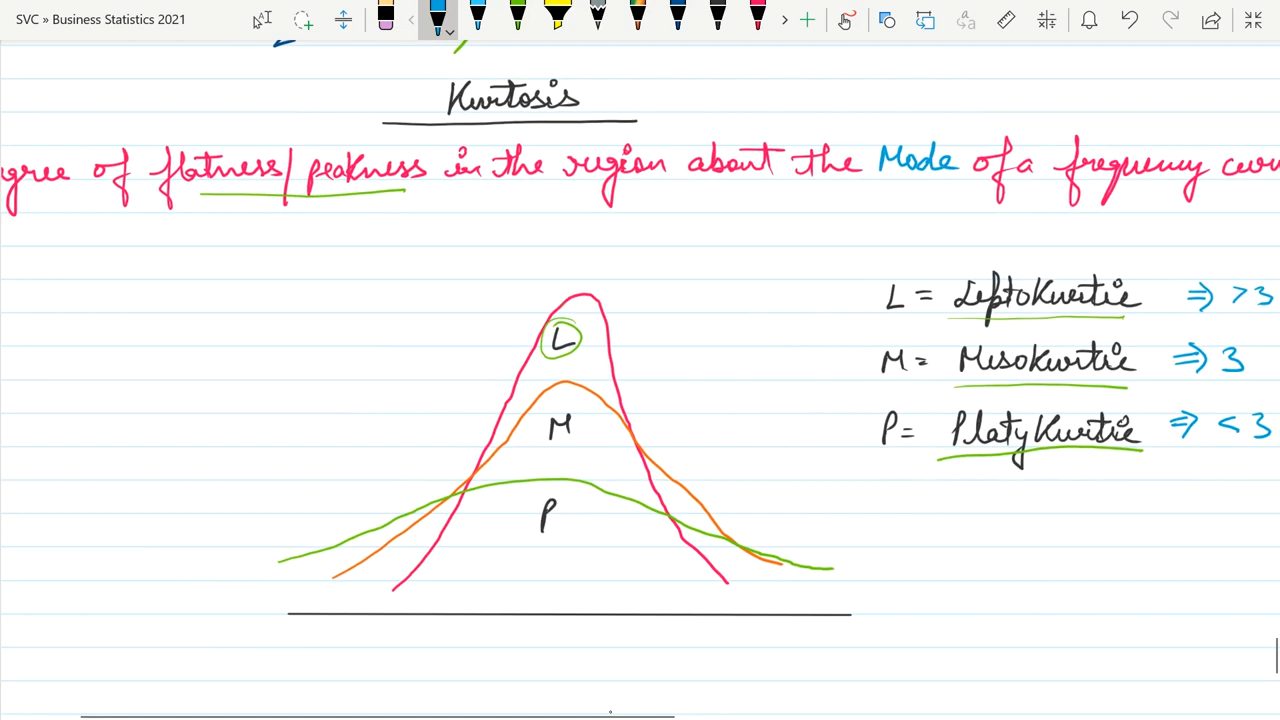 SVC » Business Statistics 2021
Kurtosis
gree of flatness/peakness in the region about the Mode of a frequency cur
L = LeptoKurtic ⇒ >3
M = MesoKurtic ⇒ 3
P = PlatyKurtic ⇒ <3
L
M
P